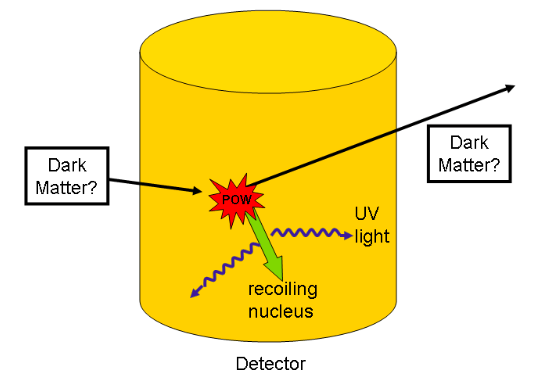 Dark
Matter?
Dark
Matter?
POW
UV
light
recoiling
nucleus
Detector